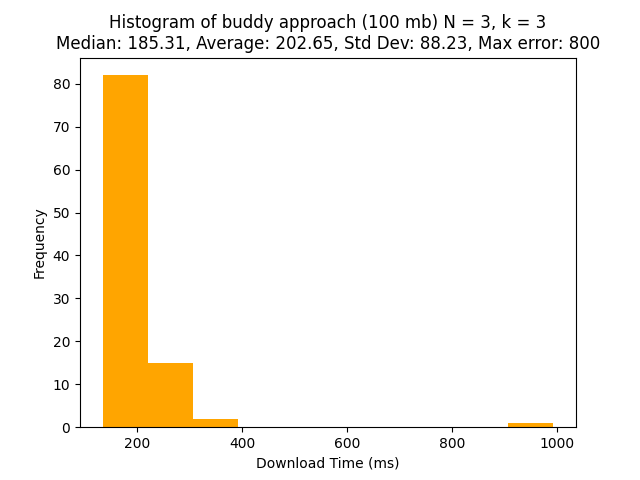 Histogram of buddy approach (100 mb) N = 3, k = 3
Median: 185.31, Average: 202.65, Std Dev: 88.23, Max error: 800
80
70
60
50
40
30
20
10
0
Frequency
200 400 600 800 1000
Download Time (ms)